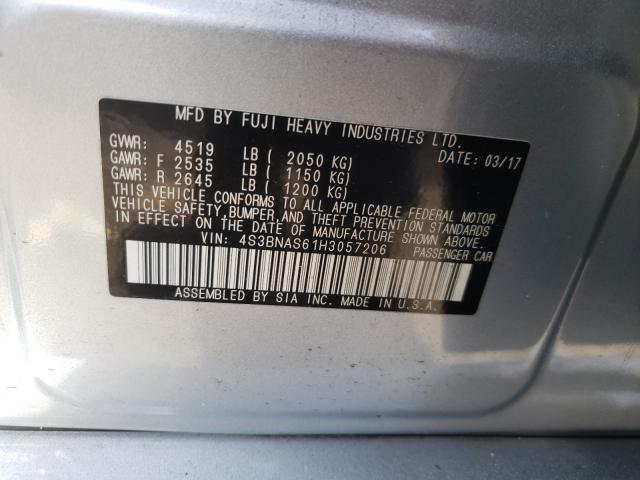 MFD BY FUJI HEAVY INDUSTRIES LTD.
GVWR: 4519 LB ( 2050 KG) DATE: 03/17
GAWR: F 2535 LB ( 1150 KG)
GAWR: R 2645 LB ( 1200 KG)
THIS VEHICLE CONFORMS TO ALL APPLICABLE FEDERAL MOTOR
VEHICLE SAFETY, BUMPER, AND THEFT PREVENTION STANDARDS
IN EFFECT ON THE DATE OF MANUFACTURE SHOWN ABOVE.
VIN: 4S3BNAS61H3057206 PASSENGER CAR
ASSEMBLED BY SIA INC. MADE IN U.S.A.